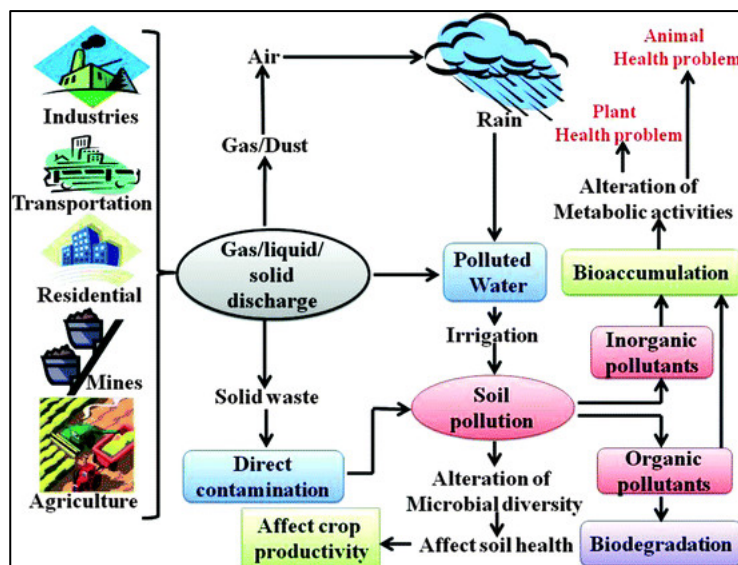 Industries
Transportation
Residential
Mines
Agriculture
Air
Gas/Dust
Gas/liquid/
solid
discharge
Solid waste
Direct
contamination
Rain
Polluted
Water
Irrigation
Soil
pollution
Alteration of
Microbial diversity
Affect soil health
Affect crop
productivity
Animal
Health problem
Plant
Health problem
Alteration of
Metabolic activities
Bioaccumulation
Inorganic
pollutants
Organic
pollutants
Biodegradation